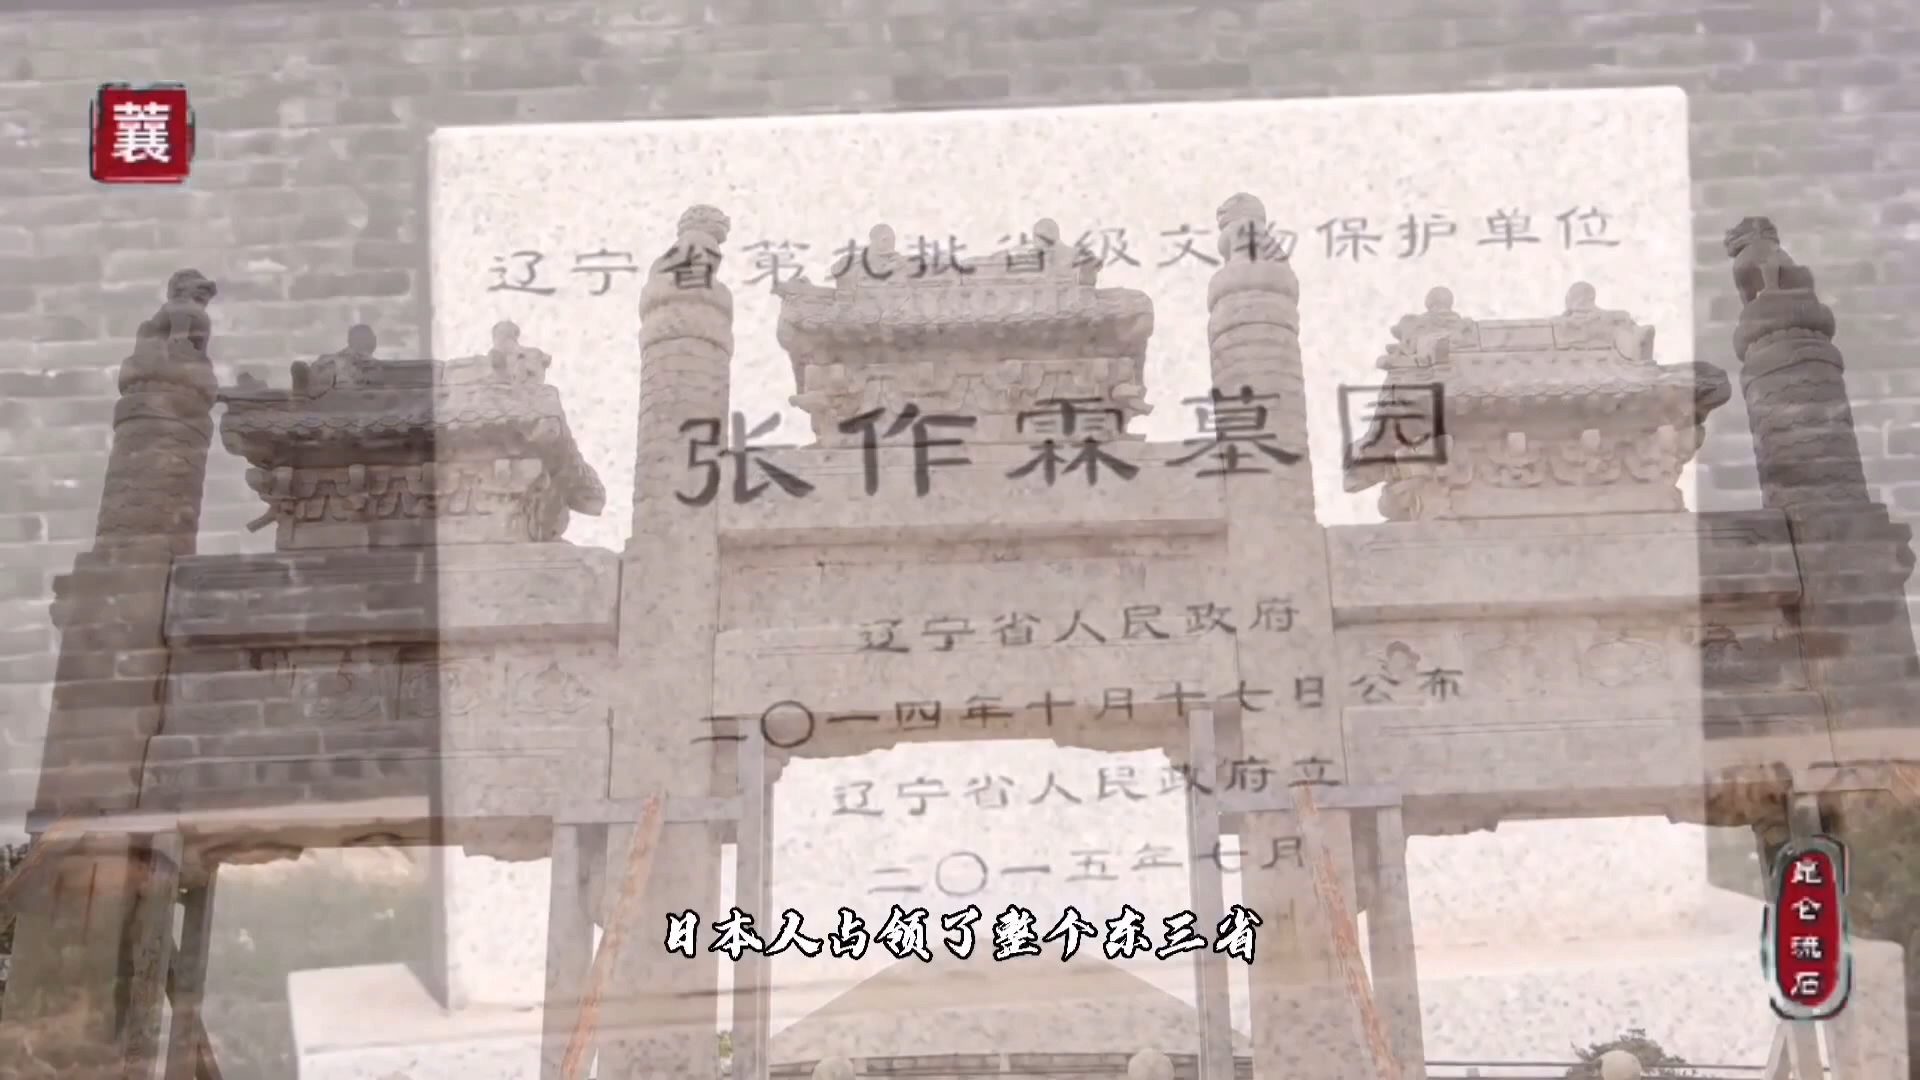 蘘
辽宁省第九批省级文物保护单位
张作霖墓园
辽宁省人民政府
二〇一四年十月十七日公布
辽宁省人民政府立
二〇一五年七月
日本人占领了整个东三省
昆仑流石